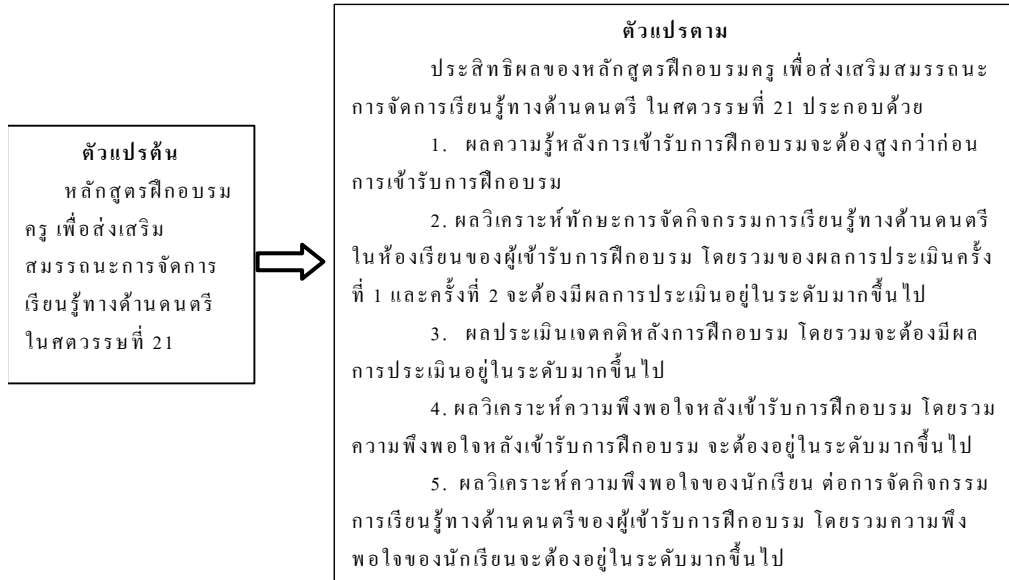 ตัวแปรต้น
หลักสูตรฝึกอบรม
ครู เพื่อส่งเสริม
สมรรถนะการจัดการ
เรียนรู้ทางด้านดนตรี
ในศตวรรษที่ 21
ตัวแปรตาม
ประสิทธิผลของหลักสูตรฝึกอบรมครู เพื่อส่งเสริมสมรรถนะ
การจัดการเรียนรู้ทางด้านดนตรี ในศตวรรษที่ 21 ประกอบด้วย
1. ผลความรู้หลังการเข้ารับการฝึกอบรมจะต้องสูงกว่าก่อน
การเข้ารับการฝึกอบรม
2. ผลวิเคราะห์ทักษะการจัดกิจกรรมการเรียนรู้ทางด้านดนตรี
ในห้องเรียนของผู้เข้ารับการฝึกอบรม โดยรวมของผลการประเมินครั้ง
ที่ 1 และครั้งที่ 2 จะต้องมีผลการประเมินอยู่ในระดับมากขึ้นไป
3. ผลประเมินเจตคติหลังการฝึกอบรม โดยรวมจะต้องมีผล
การประเมินอยู่ในระดับมากขึ้นไป
4. ผลวิเคราะห์ความพึงพอใจหลังเข้ารับการฝึกอบรม โดยรวม
ความพึงพอใจหลังเข้ารับการฝึกอบรม จะต้องอยู่ในระดับมากขึ้นไป
5. ผลวิเคราะห์ความพึงพอใจของนักเรียน ต่อการจัดกิจกรรม
การเรียนรู้ทางด้านดนตรีของผู้เข้ารับการฝึกอบรม โดยรวมความพึง
พอใจของนักเรียนจะต้องอยู่ในระดับมากขึ้นไป